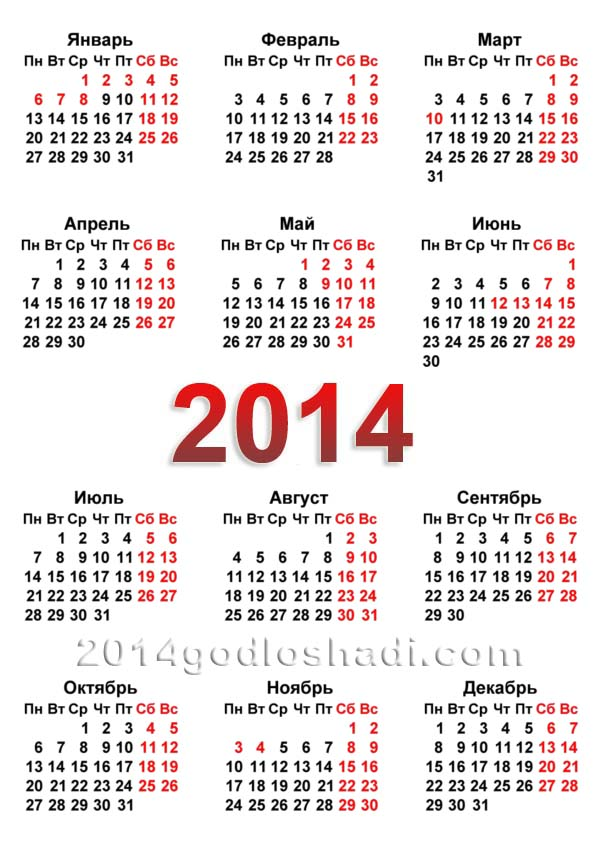 Январь Февраль Март
Пн Вт Ср Чт Пт Сб Вс Пн Вт Ср Чт Пт Сб Вс Пн Вт Ср Чт Пт Сб Вс
1 2 3 4 5 1 2 1 2
6 7 8 9 10 11 12 3 4 5 6 7 8 9 3 4 5 6 7 8 9
13 14 15 16 17 18 19 10 11 12 13 14 15 16 10 11 12 13 14 15 16
20 21 22 23 24 25 26 17 18 19 20 21 22 23 17 18 19 20 21 22 23
27 28 29 30 31 24 25 26 27 28 24 25 26 27 28 29 30
31
Апрель Май Июнь
Пн Вт Ср Чт Пт Сб Вс Пн Вт Ср Чт Пт Сб Вс Пн Вт Ср Чт Пт Сб Вс
1 2 3 4 5 6 1 2 3 4 1
7 8 9 10 11 12 13 5 6 7 8 9 10 11 2 3 4 5 6 7 8
14 15 16 17 18 19 20 12 13 14 15 16 17 18 9 10 11 12 13 14 15
21 22 23 24 25 26 27 19 20 21 22 23 24 25 16 17 18 19 20 21 22
28 29 30 26 27 28 29 30 31 23 24 25 26 27 28 29
30
2014
Июль Август Сентябрь
Пн Вт Ср Чт Пт Сб Вс Пн Вт Ср Чт Пт Сб Вс Пн Вт Ср Чт Пт Сб Вс
1 2 3 4 5 6 1 2 3 1 2 3 4 5 6 7
7 8 9 10 11 12 13 4 5 6 7 8 9 10 8 9 10 11 12 13 14
14 15 16 17 18 19 20 11 12 13 14 15 16 17 15 16 17 18 19 20 21
21 22 23 24 25 26 27 18 19 20 21 22 23 24 22 23 24 25 26 27 28
28 29 30 31 25 26 27 28 29 30 31 29 30
2014godloshadi.com
Октябрь Ноябрь Декабрь
Пн Вт Ср Чт Пт Сб Вс Пн Вт Ср Чт Пт Сб Вс Пн Вт Ср Чт Пт Сб Вс
1 2 3 4 5 1 2 1 2 3 4 5 6 7
6 7 8 9 10 11 12 3 4 5 6 7 8 9 8 9 10 11 12 13 14
13 14 15 16 17 18 19 10 11 12 13 14 15 16 15 16 17 18 19 20 21
20 21 22 23 24 25 26 17 18 19 20 21 22 23 22 23 24 25 26 27 28
27 28 29 30 31 24 25 26 27 28 29 30 29 30 31